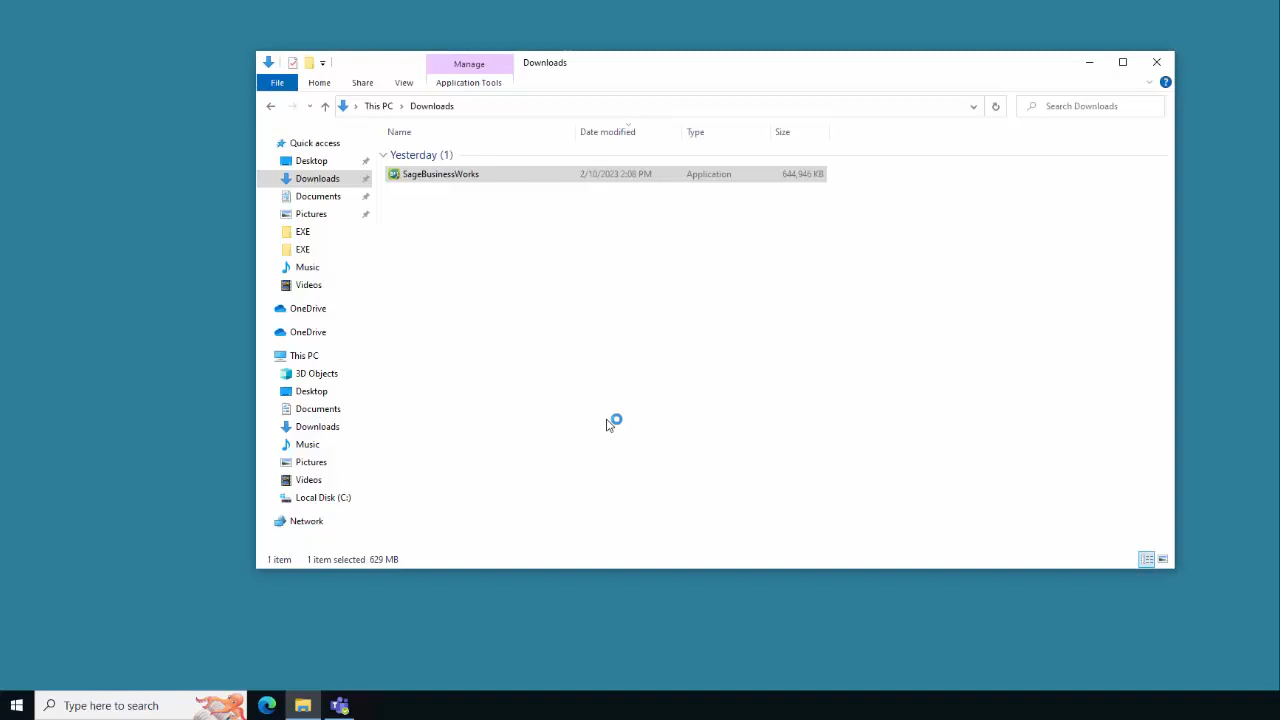 Manage
Downloads
File
Home
Share
View
Application Tools
This PC
Downloads
Search Downloads
Name
Date modified
Type
Size
Quick access
Desktop
Downloads
Documents
Pictures
EXE
EXE
Music
Videos
OneDrive
OneDrive
This PC
3D Objects
Desktop
Documents
Downloads
Music
Pictures
Videos
Local Disk (C:)
Network
Yesterday (1)
SageBusinessWorks
2/10/2023 2:08 PM
Application
644,946 KB
1 item
1 item selected 629 MB
Type here to search